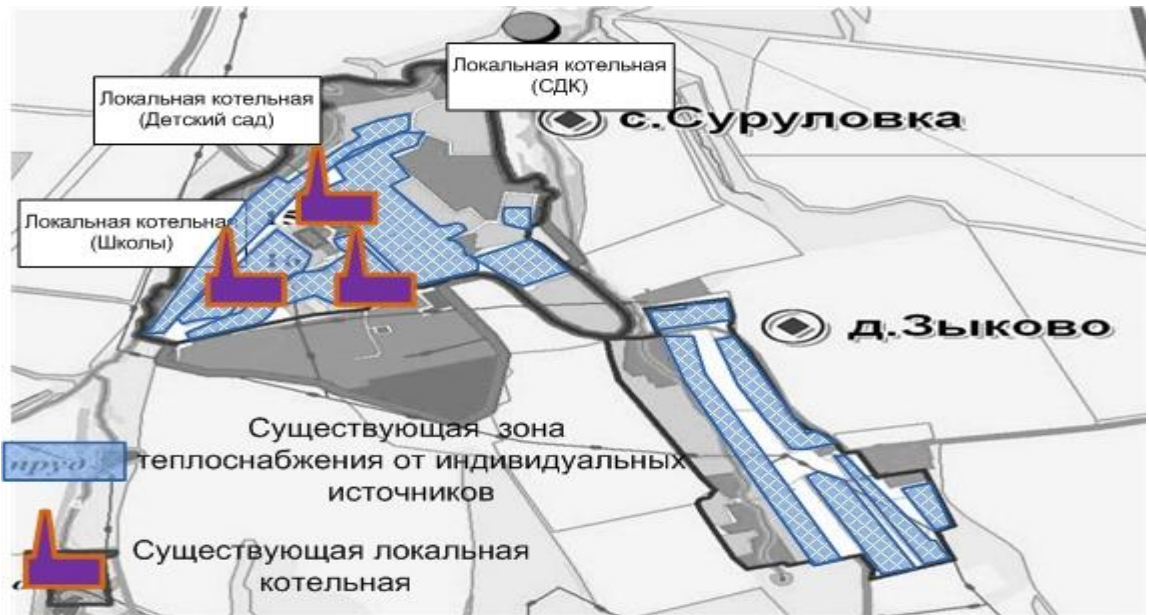 Локальная котельная
(СДК)
Локальная котельная
(Детский сад)
с.Суруловка
Локальная котельная
(Школы)
д.Зыково
Существующая зона
теплоснабжения от индивидуальных
источников
пруд
Существующая локальная
котельная